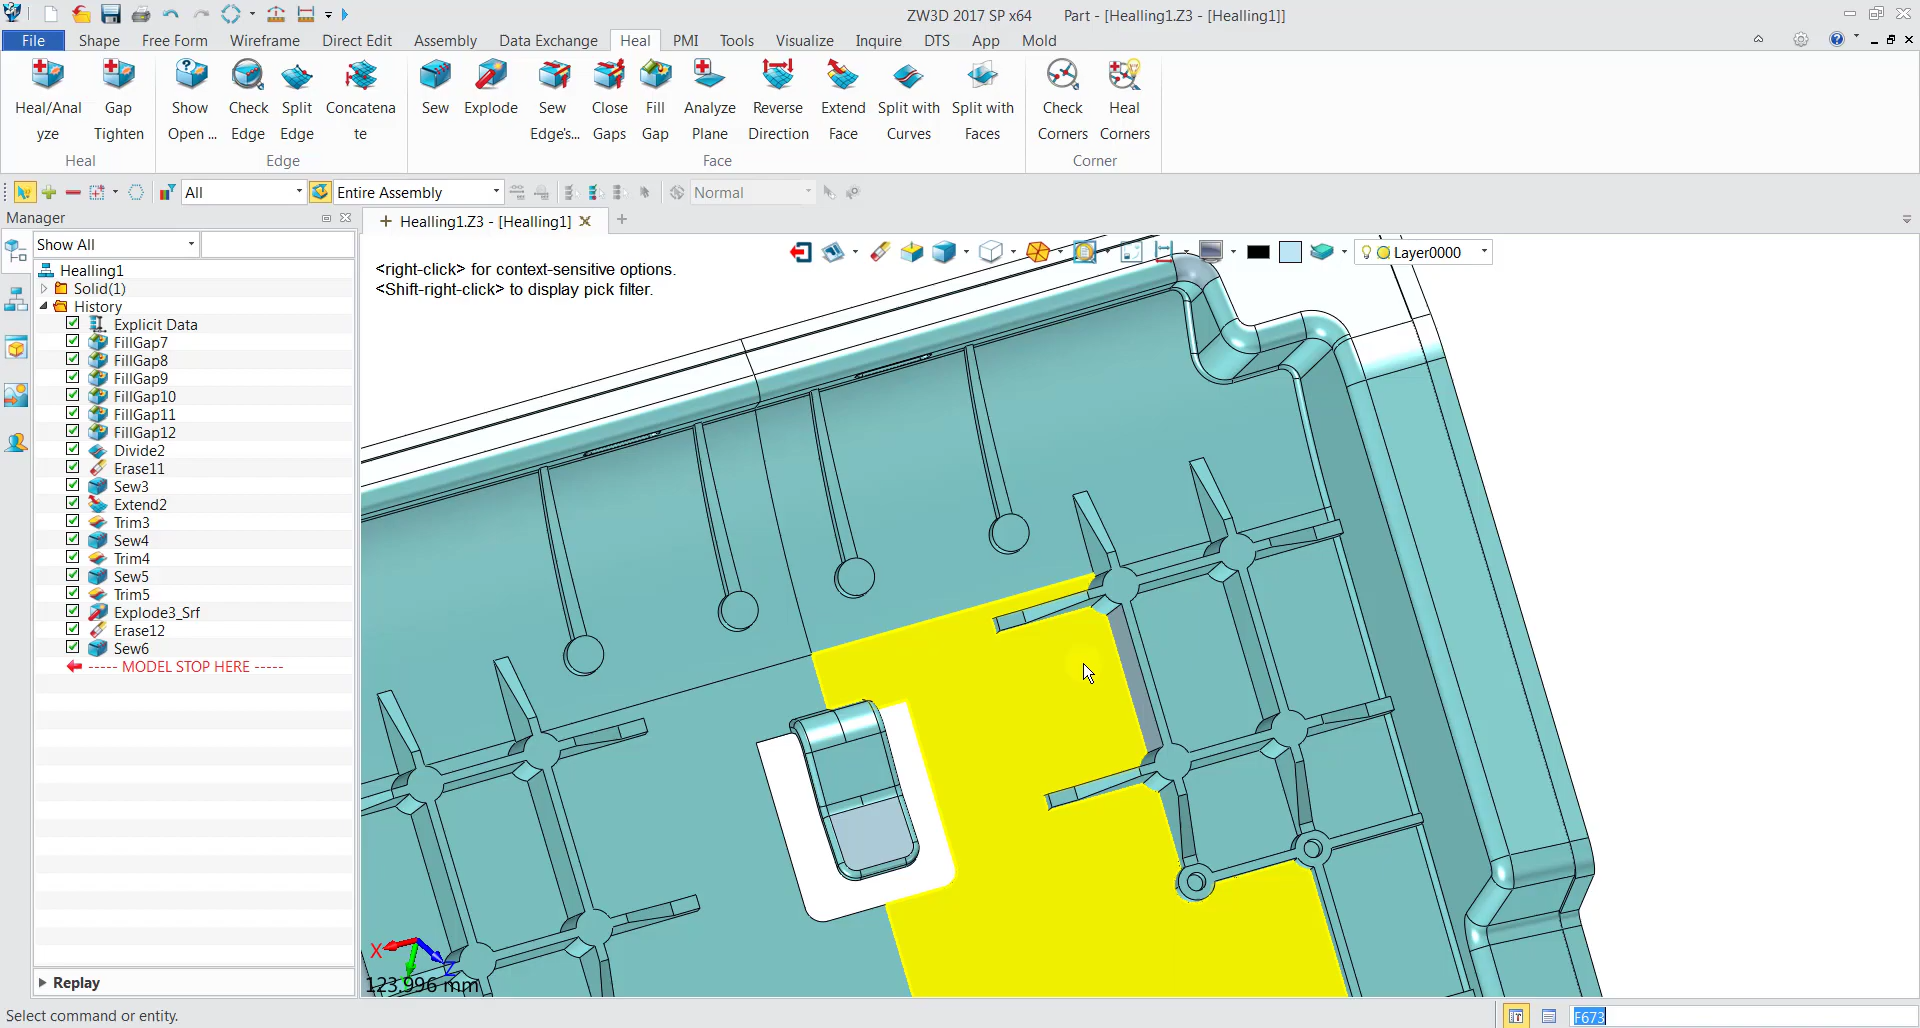 ZW3D 2017 SP x64 Part - [Healling1.Z3 - [Healling1]]
File Shape Free Form Wireframe Direct Edit Assembly Data Exchange Heal PMI Tools Visualize Inquire DTS App Mold
Heal/Anal Gap Show Check Split Concatena Sew Explode Sew Close Fill Analyze Reverse Extend Split with Split with Check Heal
yze Tighten Open ... Edge Edge te Edge's... Gaps Gap Plane Direction Face Curves Faces Corners Corners
Heal Edge Face Corner
All Entire Assembly Normal
Manager
Healling1.Z3 - [Healling1]
Show All
<right-click> for context-sensitive options.
<Shift-right-click> to display pick filter.
Layer0000
Healling1
Solid(1)
History
Explicit Data
FillGap7
FillGap8
FillGap9
FillGap10
FillGap11
FillGap12
Divide2
Erase11
Sew3
Extend2
Trim3
Sew4
Trim4
Sew5
Trim5
Explode3_Srf
Erase12
Sew6
----- MODEL STOP HERE -----
X
Z
123.996 mm
Replay
Select command or entity.
F673